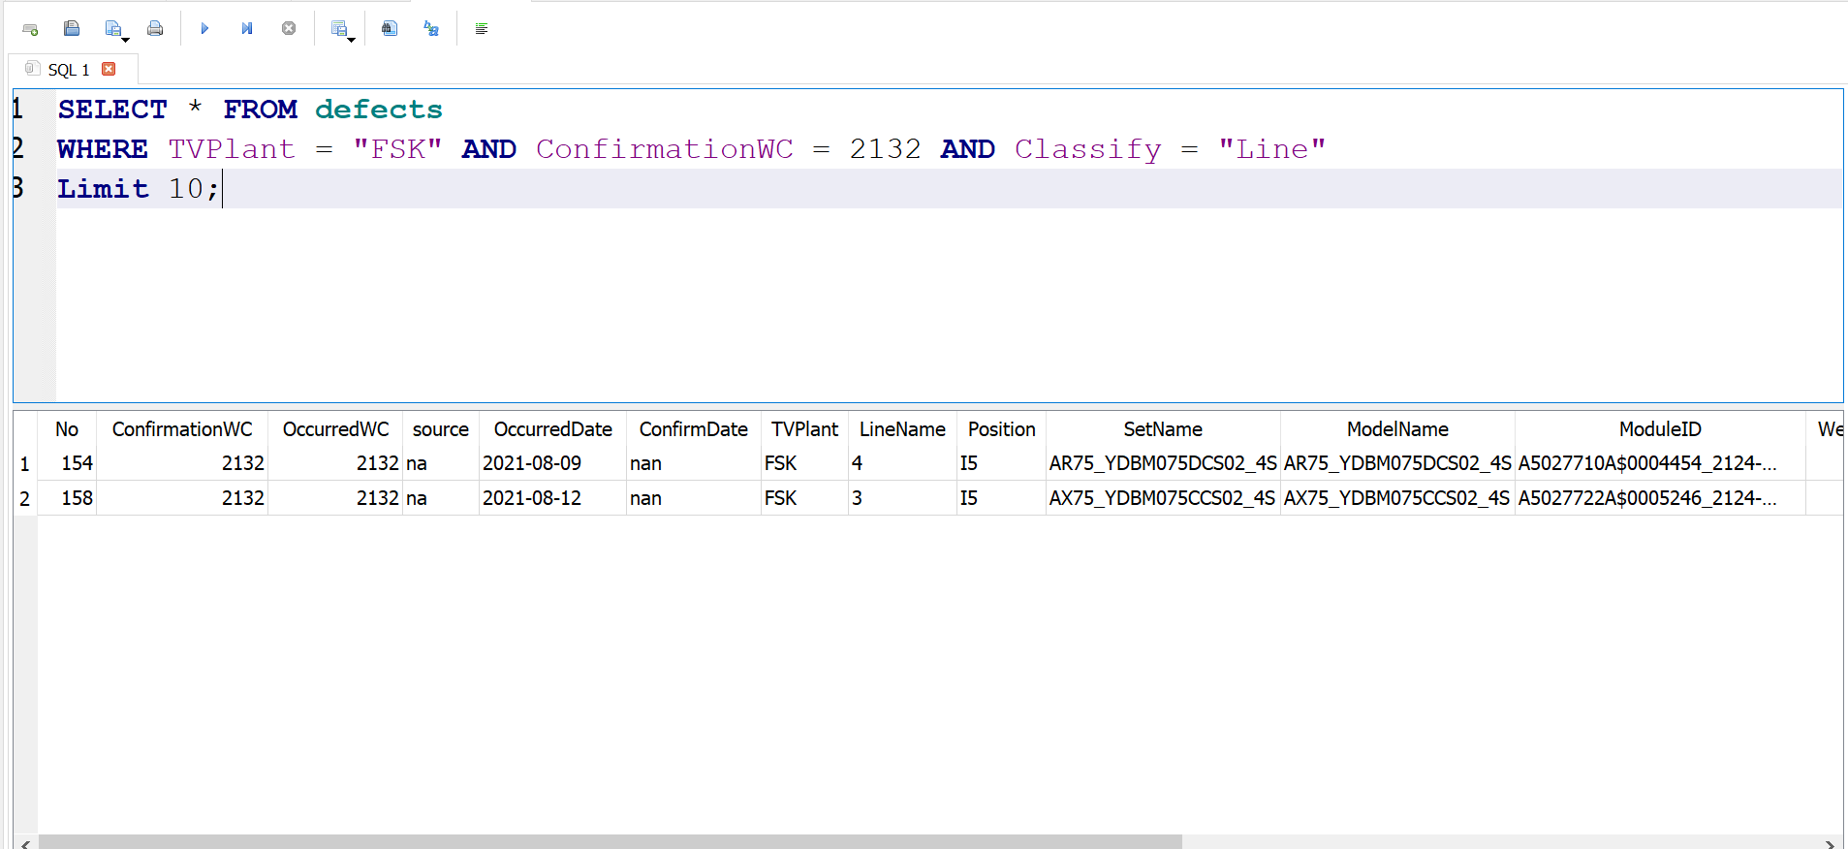 SQL 1
1 SELECT * FROM defects
2 WHERE TVPlant = "FSK" AND ConfirmationWC = 2132 AND Classify = "Line"
3 Limit 10;
No ConfirmationWC OccurredWC source OccurredDate ConfirmDate TVPlant LineName Position SetName ModelName ModuleID We
1 154 2132 2132 na 2021-08-09 nan FSK 4 I5 AR75_YDBM075DCS02_4S AR75_YDBM075DCS02_4S A5027710A$0004454_2124-...
2 158 2132 2132 na 2021-08-12 nan FSK 3 I5 AX75_YDBM075CCS02_4S AX75_YDBM075CCS02_4S A5027722A$0005246_2124-...